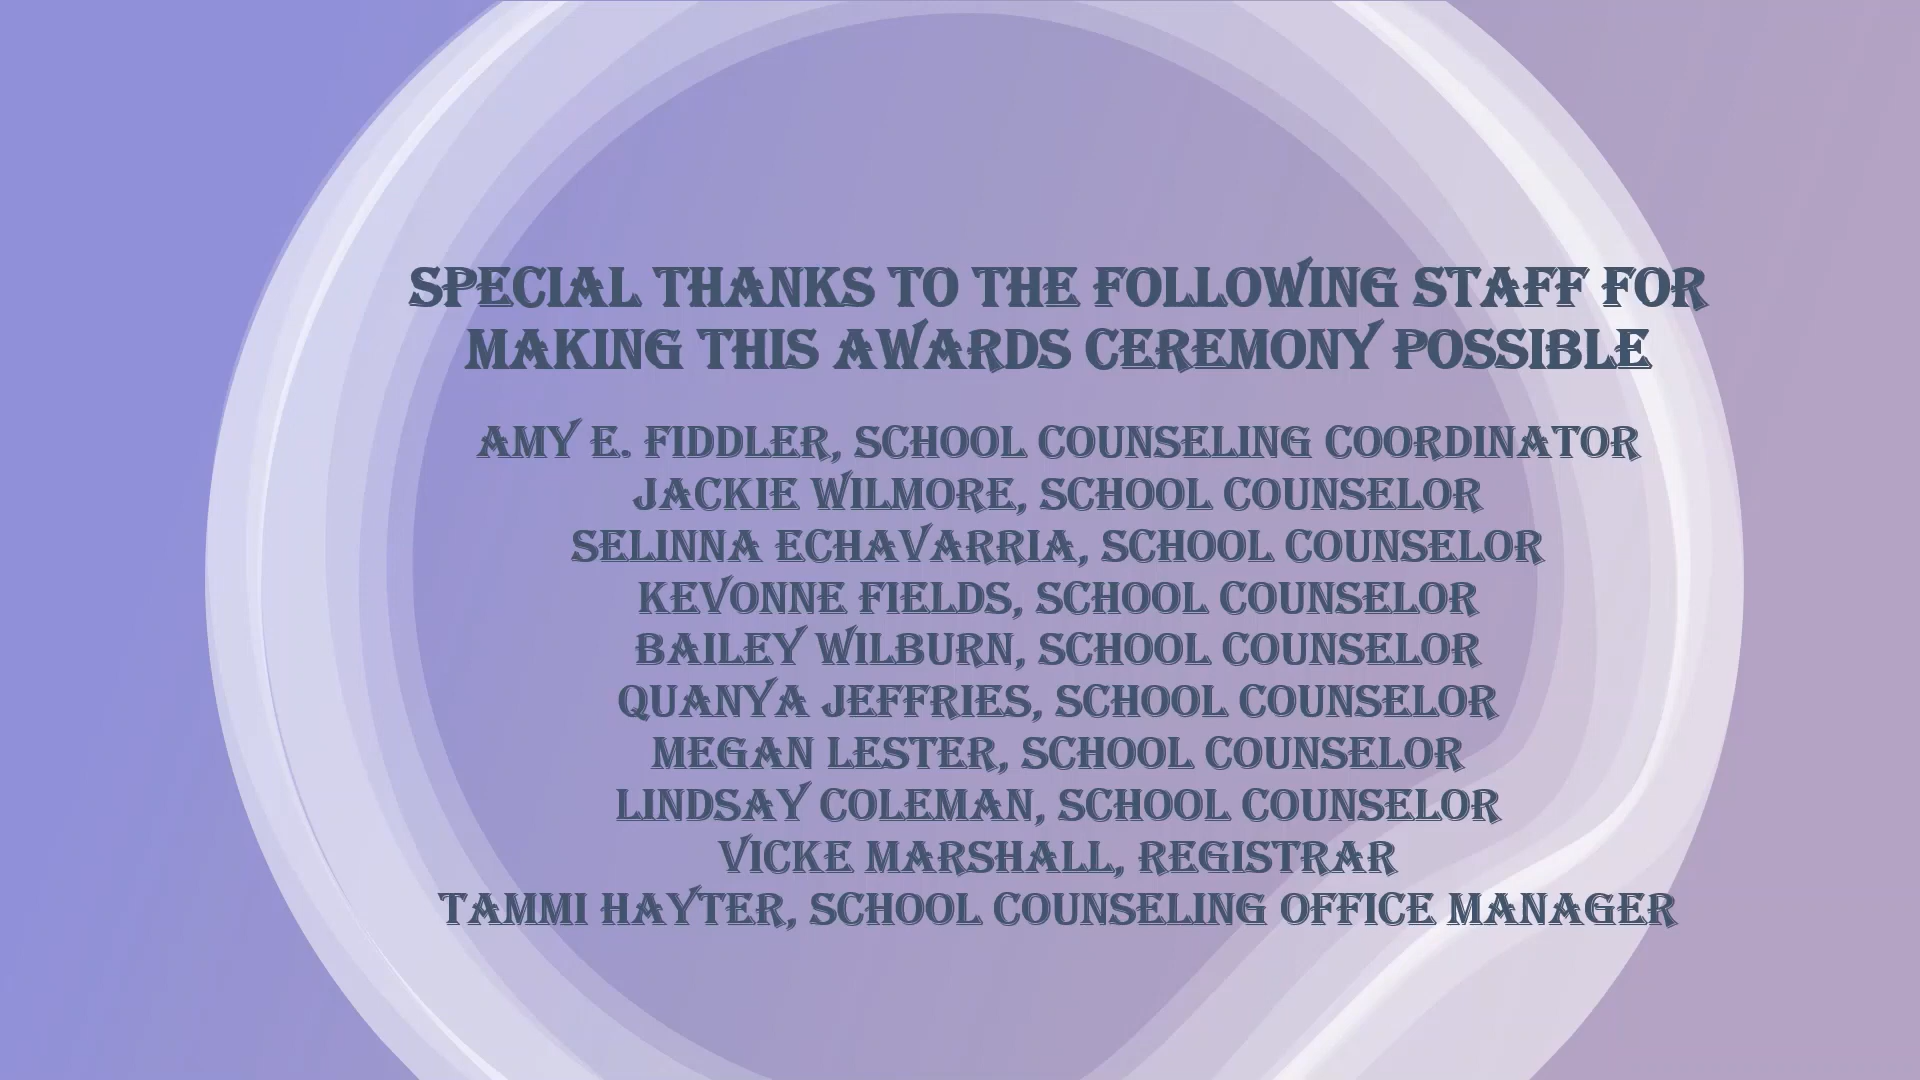 SPECIAL THANKS TO THE FOLLOWING STAFF FOR
MAKING THIS AWARDS CEREMONY POSSIBLE
AMY E. FIDDLER, SCHOOL COUNSELING COORDINATOR
JACKIE WILMORE, SCHOOL COUNSELOR
SELINNA ECHAVARRIA, SCHOOL COUNSELOR
KEVONNE FIELDS, SCHOOL COUNSELOR
BAILEY WILBURN, SCHOOL COUNSELOR
QUANYA JEFFRIES, SCHOOL COUNSELOR
MEGAN LESTER, SCHOOL COUNSELOR
LINDSAY COLEMAN, SCHOOL COUNSELOR
VICKE MARSHALL, REGISTRAR
TAMMI HAYTER, SCHOOL COUNSELING OFFICE MANAGER